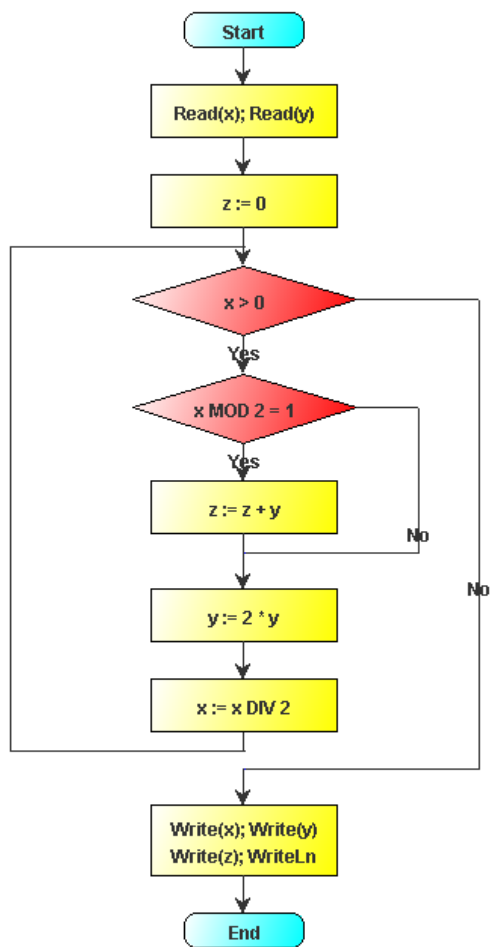 Start
Read(x); Read(y)
z := 0
x > 0
Yes
x MOD 2 = 1
Yes
z := z + y
No
No
y := 2 * y
x := x DIV 2
Write(x); Write(y)
Write(z); WriteLn
End